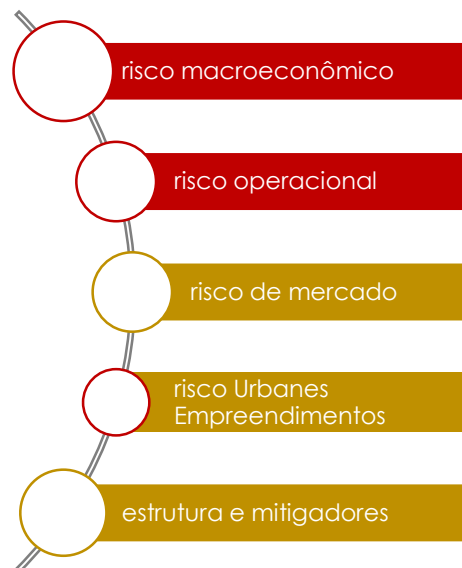 risco macroeconômico
risco operacional
risco de mercado
risco Urbanes
Empreendimentos
estrutura e mitigadores